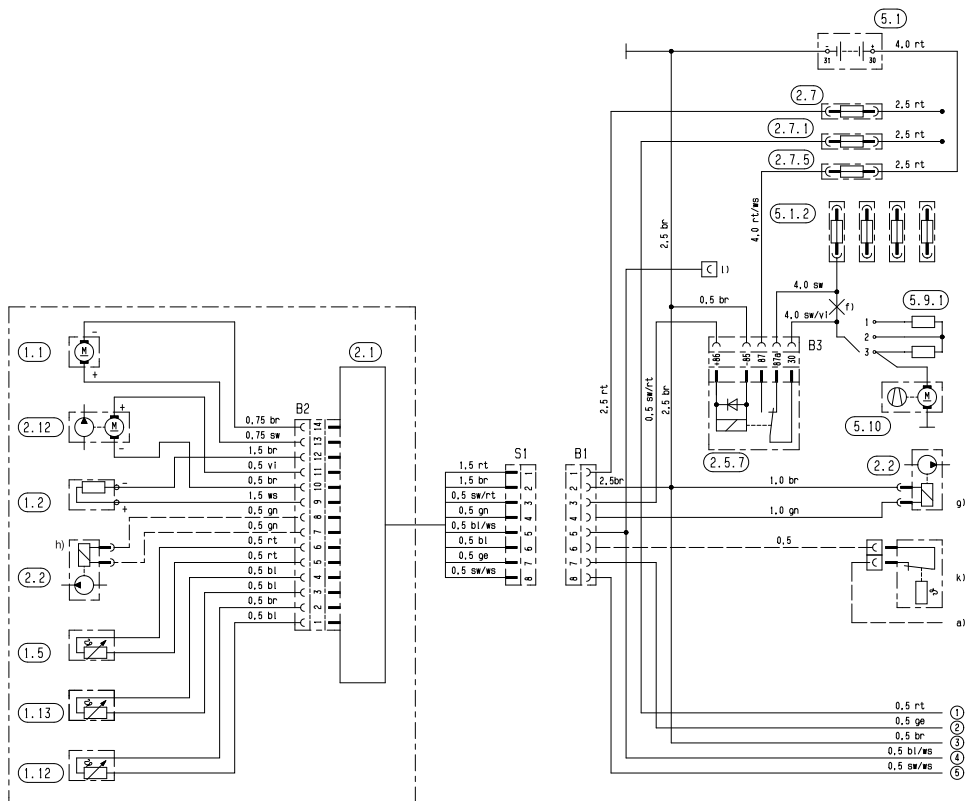 5.1
- +
31 30
4.0 rt
2.7
2.5 rt
2.7.1
2.5 rt
2.7.5
2.5 rt
5.1.2
2.5 br
4.0 rt/ws
C l)
4.0 sw
f)
0.5 br
4.0 sw/vi
5.9.1
1
2
3
B3
+86 -85 87 87a 30
M
5.10
2.5.7
2.5 rt
0.5 sw/rt
2.5 br
1.1
-
M
+
2.1
2.12
+
M
-
B2
0.75 br 14
0.75 sw 13
1.5 br 12
0.5 vi 11
0.5 br 10
1.5 ws 9
0.5 gn 8
0.5 gn 7
0.5 rt 6
0.5 rt 5
0.5 bl 4
0.5 bl 3
0.5 br 2
0.5 bl 1
1.2
-
+
h)
2.2
1.5
1.13
1.12
S1
1.5 rt 1
1.5 br 2
0.5 sw/rt 3
0.5 gn 4
0.5 bl/ws 5
0.5 bl 6
0.5 ge 7
0.5 sw/ws 8
B1
1
2
3
4
5
6
7
8
2.5br
1.0 br
1.0 gn
2.2
g)
0.5
C
C
k)
a)
0.5 rt 1
0.5 ge 2
0.5 br 3
0.5 bl/ws 4
0.5 sw/ws 5